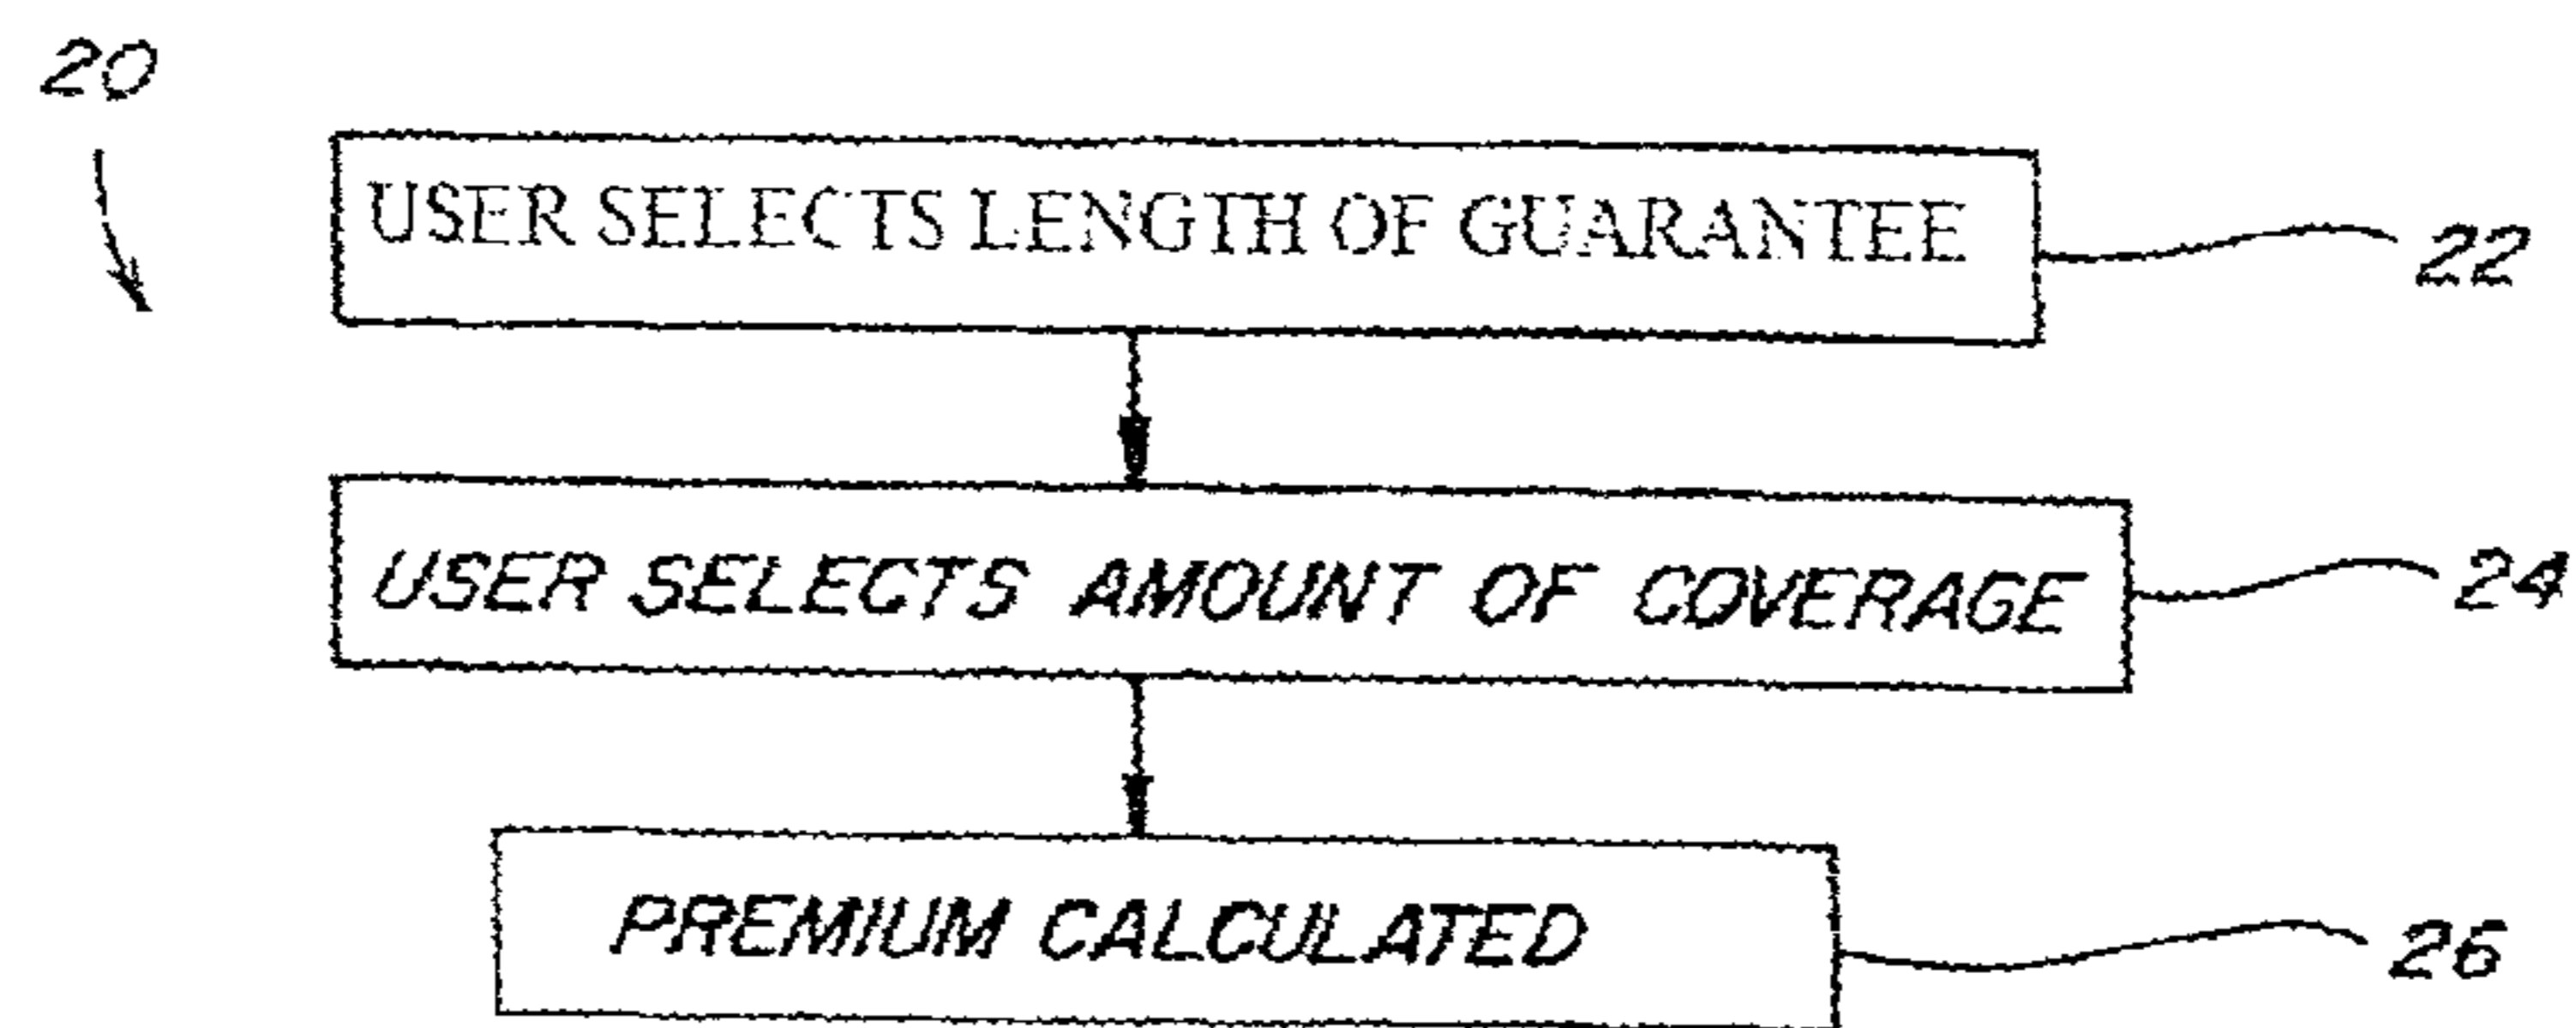 20
USER SELECTS LENGTH OF GUARANTEE
22
USER SELECTS AMOUNT OF COVERAGE
24
PREMIUM CALCULATED
26